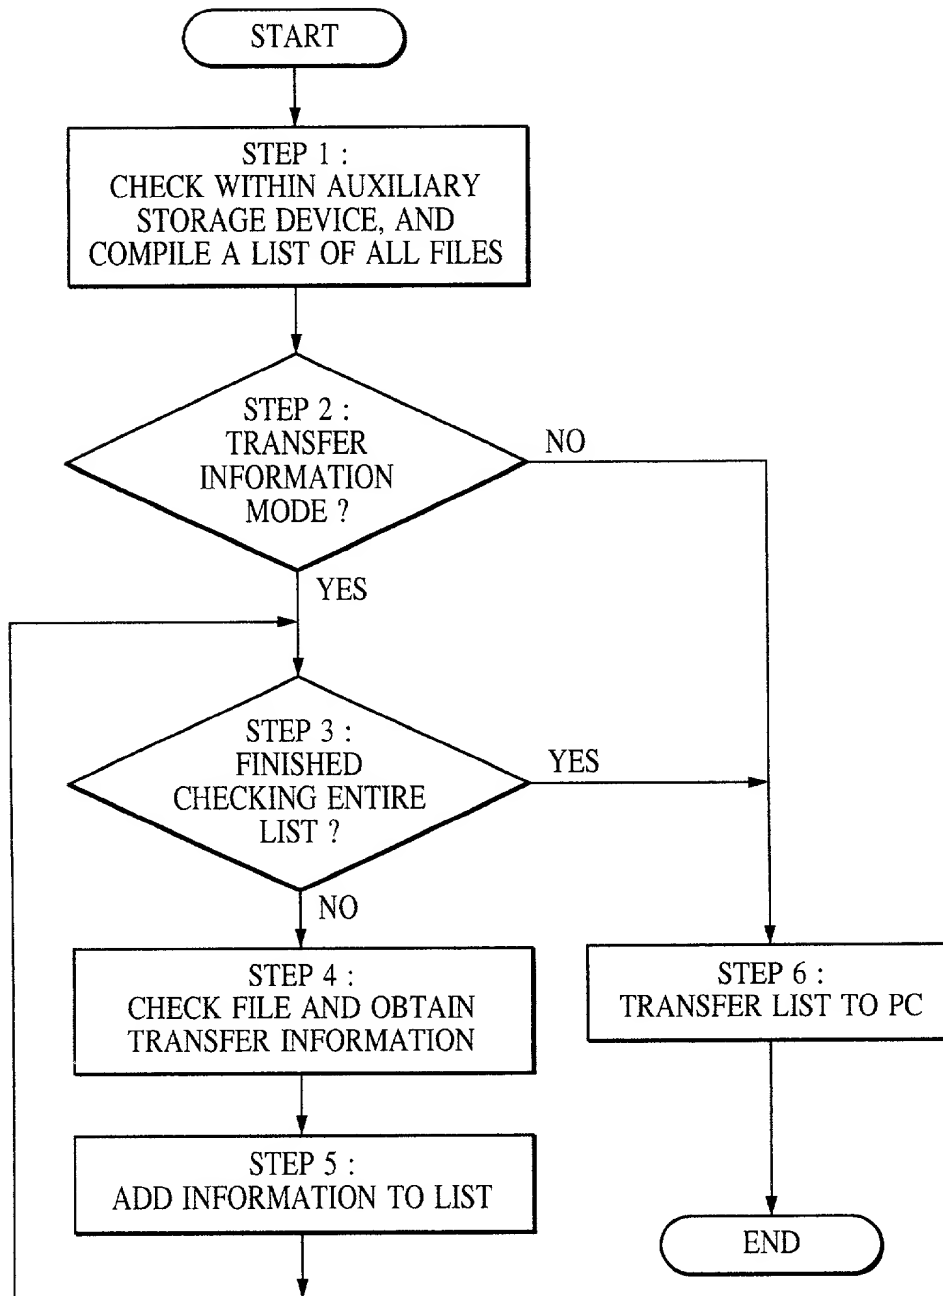 START
STEP 1 :
CHECK WITHIN AUXILIARY
STORAGE DEVICE, AND
COMPILE A LIST OF ALL FILES
STEP 2 :
TRANSFER
INFORMATION
MODE ?
NO
YES
STEP 3 :
FINISHED
CHECKING ENTIRE
LIST ?
YES
NO
STEP 4 :
CHECK FILE AND OBTAIN
TRANSFER INFORMATION
STEP 5 :
ADD INFORMATION TO LIST
STEP 6 :
TRANSFER LIST TO PC
END